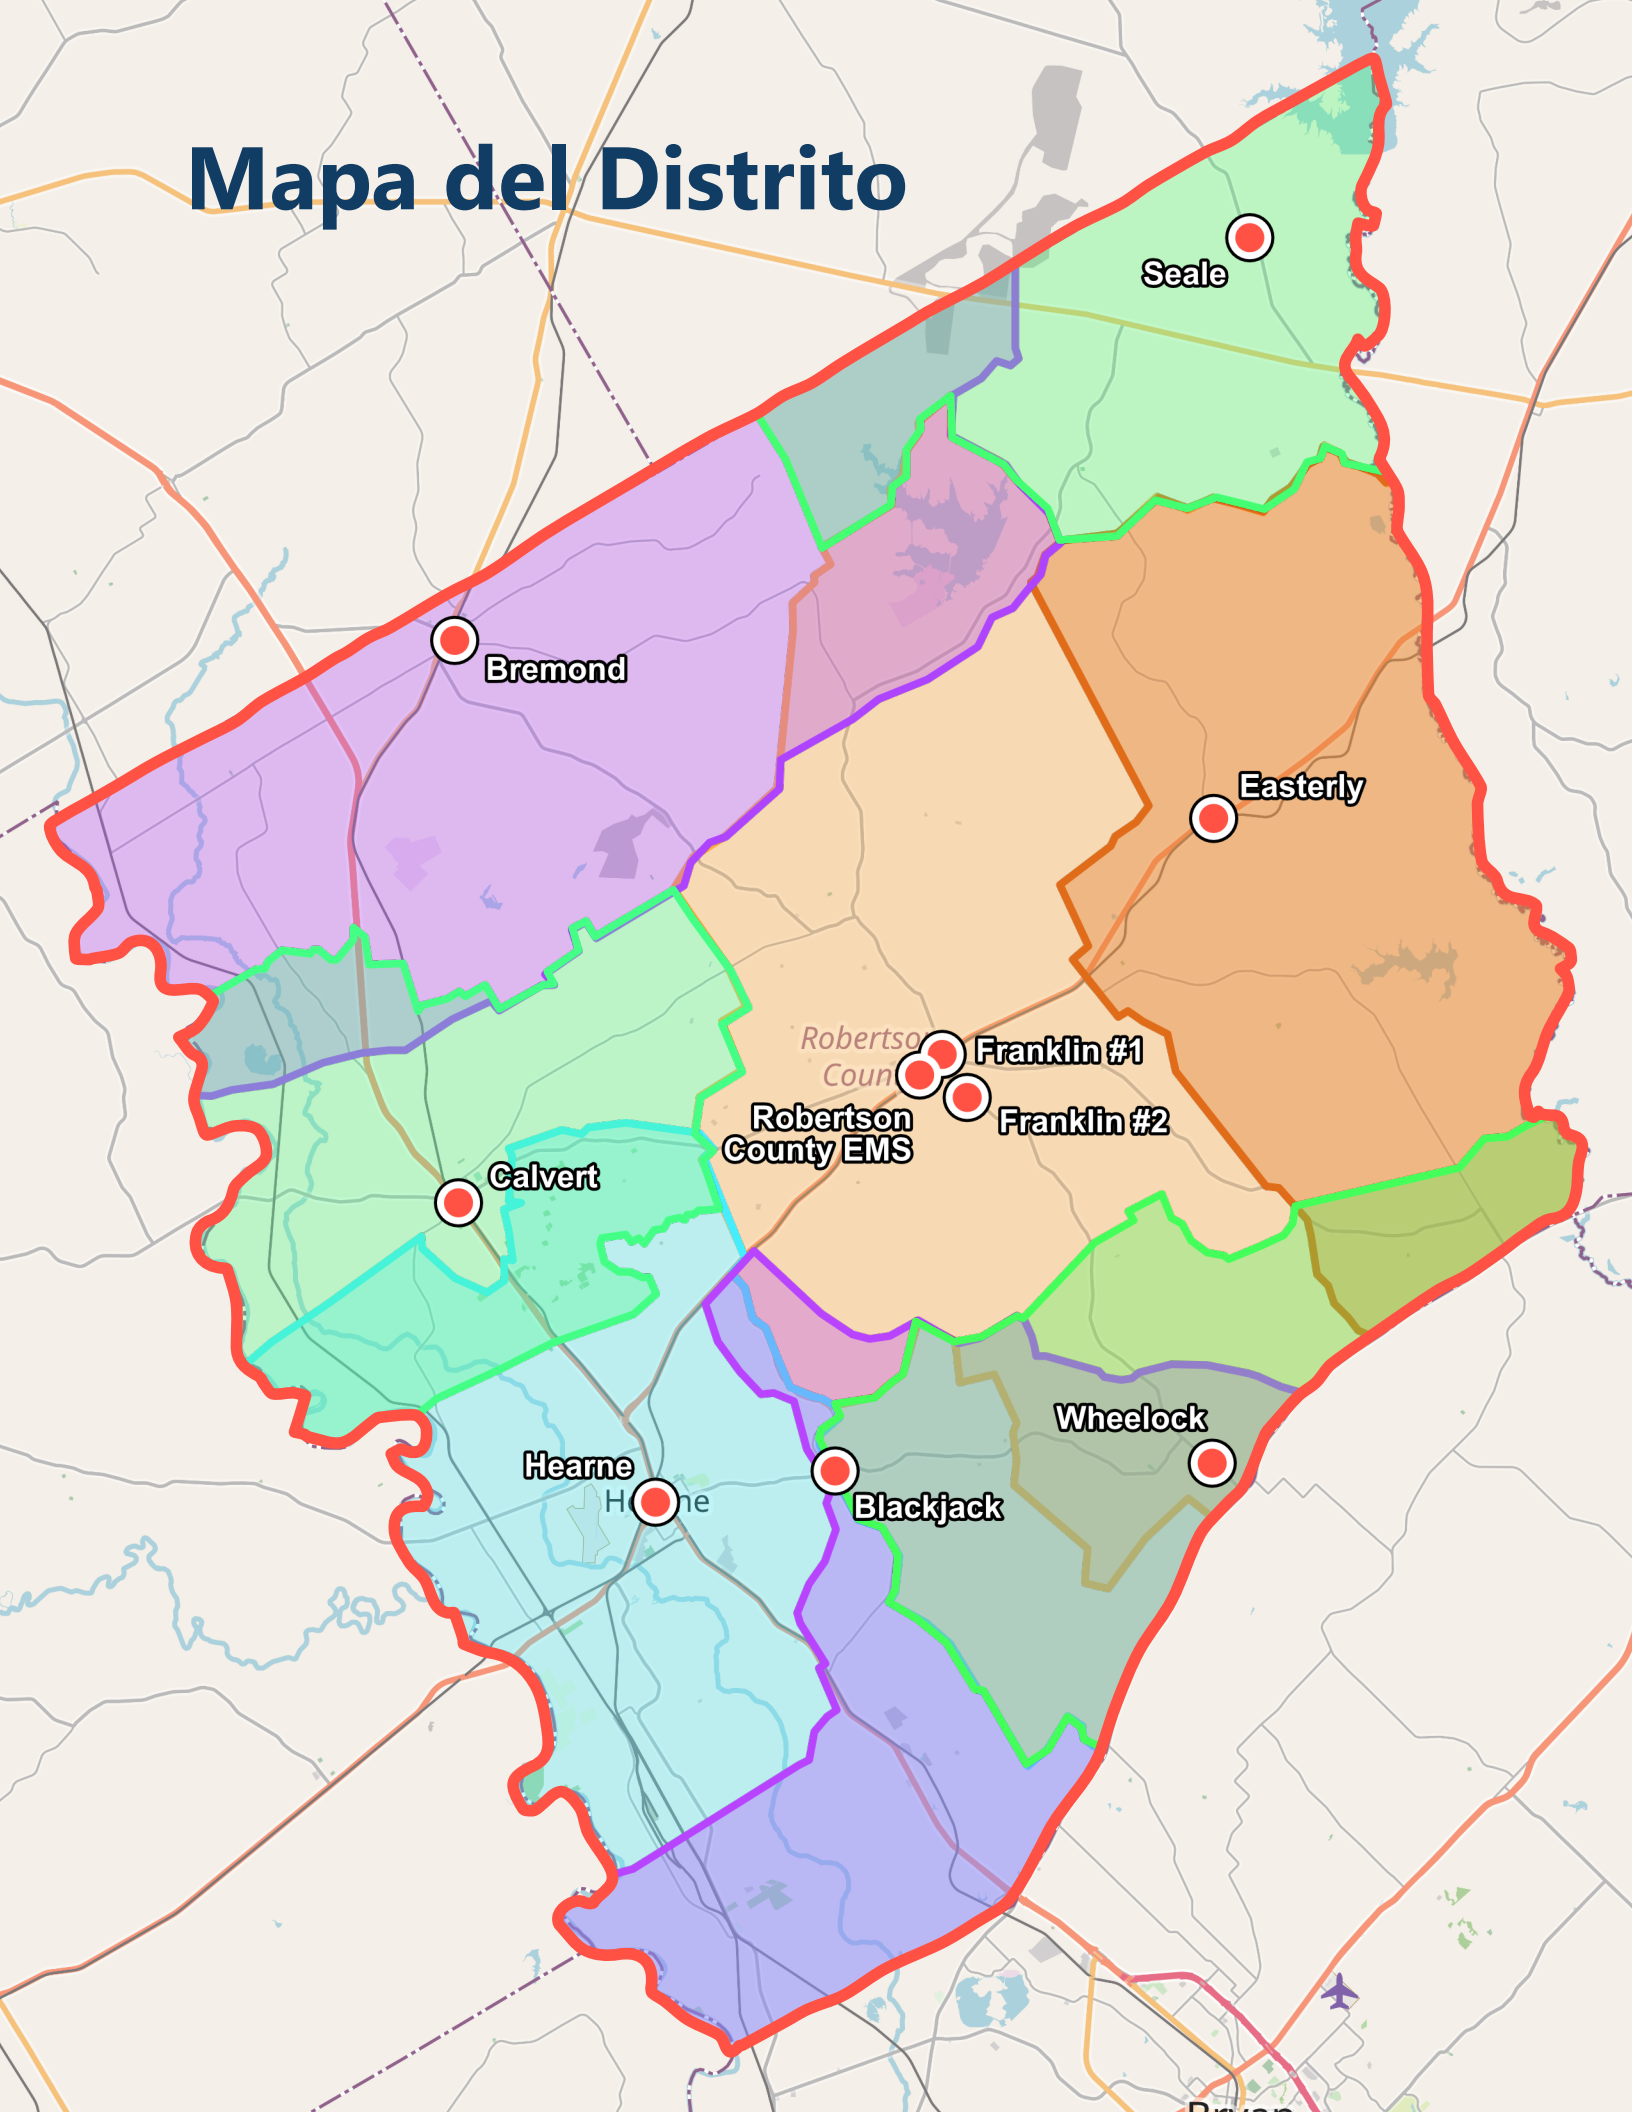 Mapa del Distrito
Seale
Bremond
Easterly
Franklin #1
Robertson
County EMS
Franklin #2
Calvert
Wheelock
Hearne
Blackjack